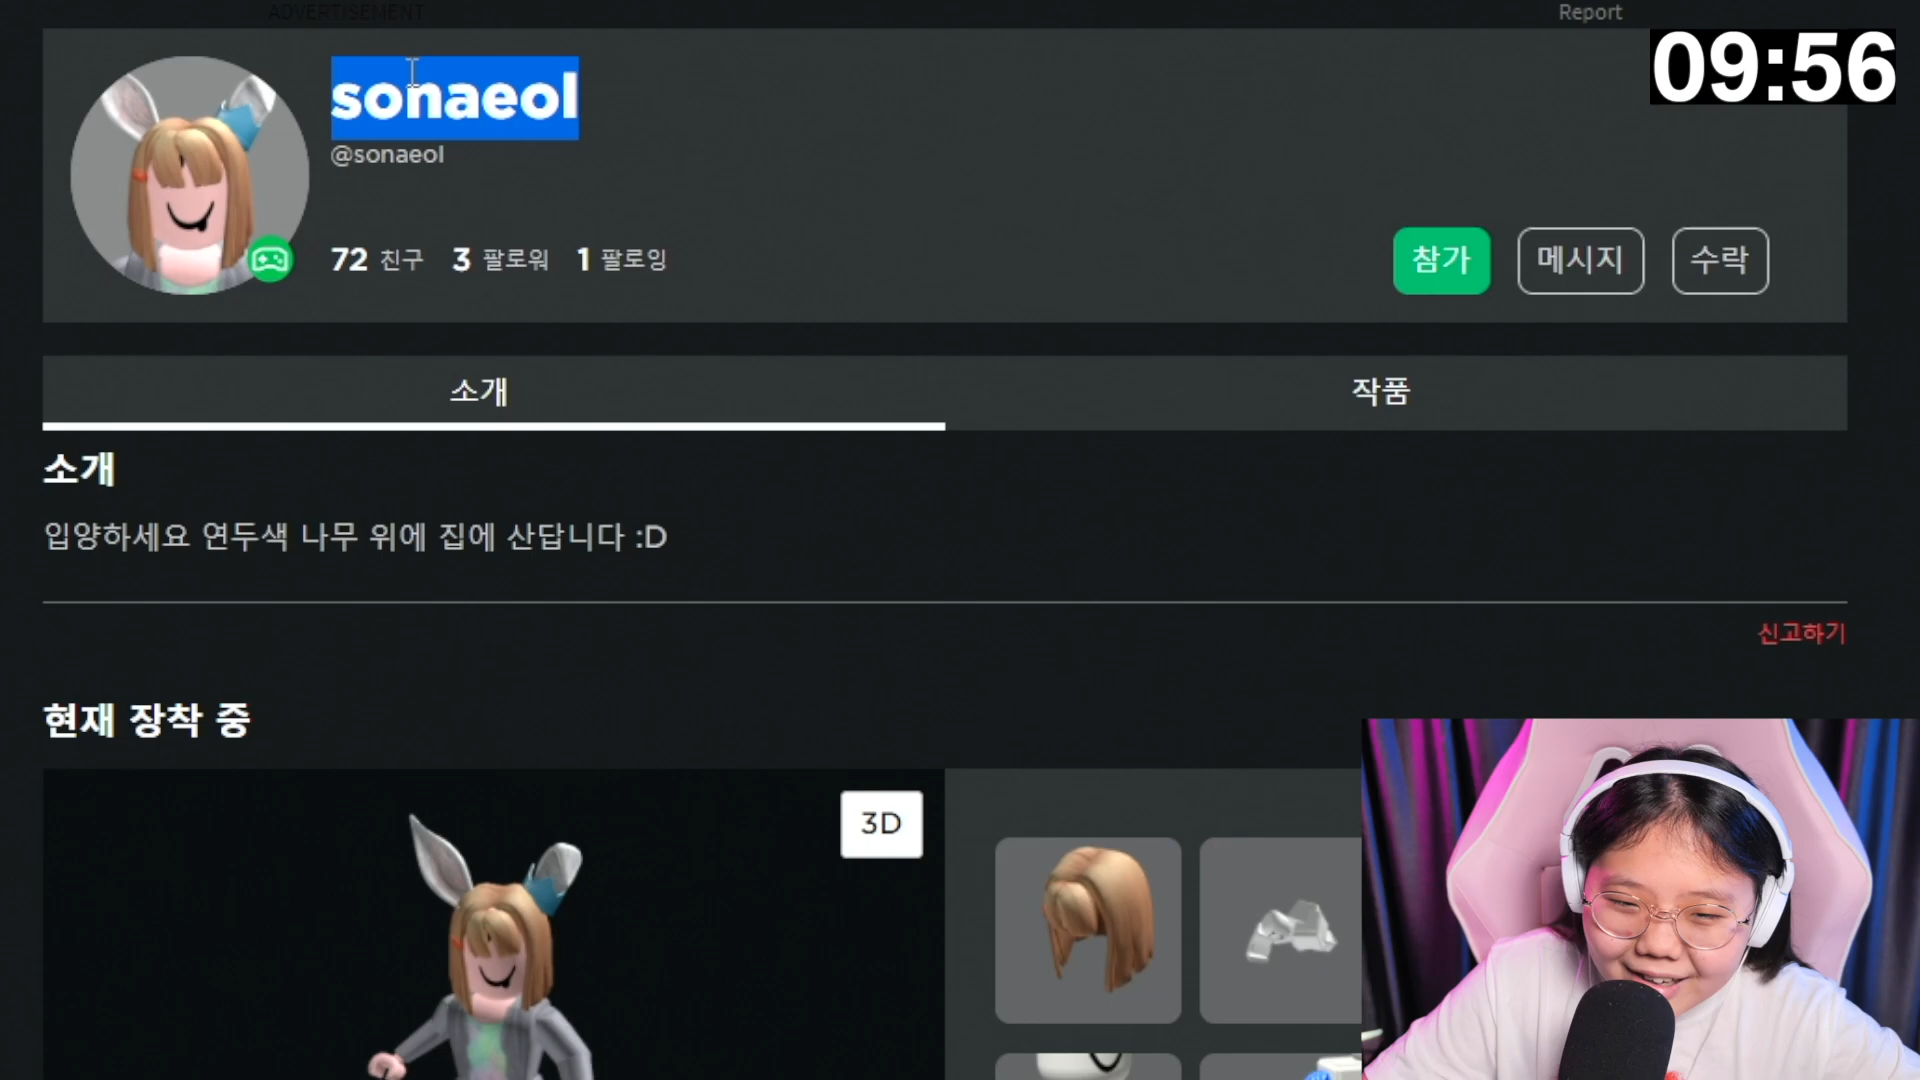 ADVERTISEMENT
Report
09:56
sonaeol
@sonaeol
72 친구 3 팔로워 1 팔로잉
참가
메시지
수락
소개
작품
소개
입양하세요 연두색 나무 위에 집에 산답니다 :D
신고하기
현재 장착 중
3D